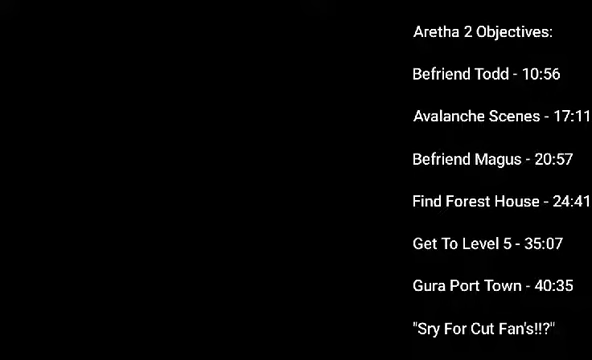 Aretha 2 Objectives:
Befriend Todd - 10:56
Avalanche Scenes - 17:11
Befriend Magus - 20:57
Find Forest House - 24:41
Get To Level 5 - 35:07
Gura Port Town - 40:35
"Sry For Cut Fan's!!?"